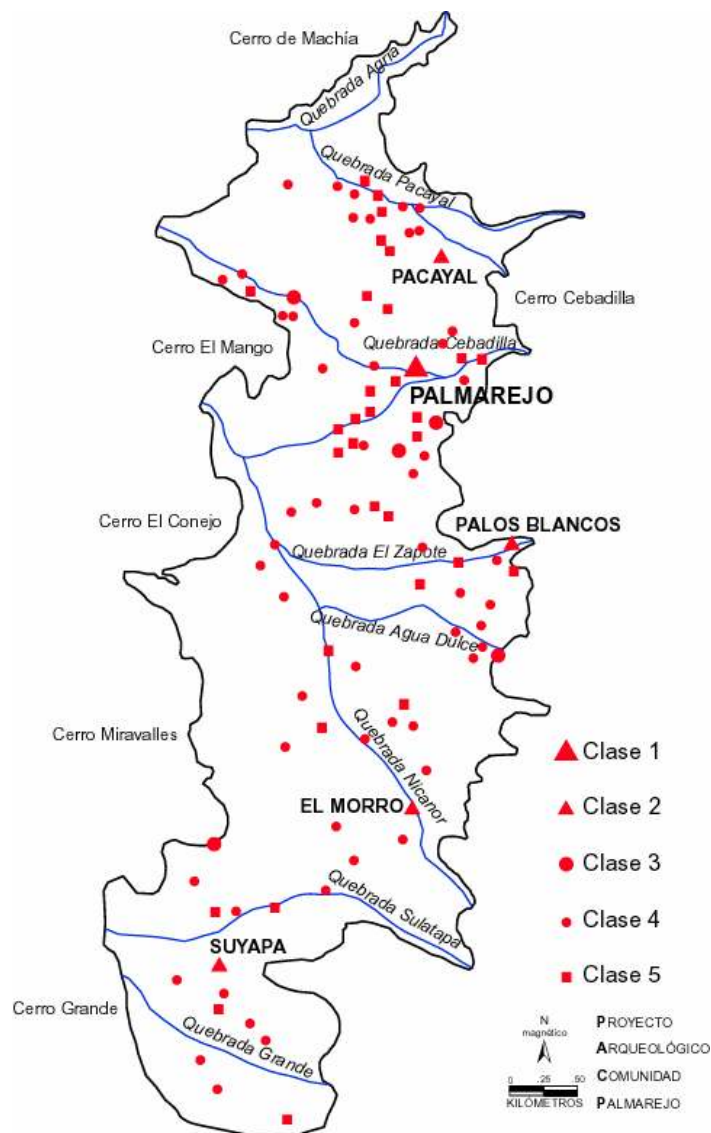 Cerro de Machía
Quebrada Agria
Quebrada Pacayal
PACAYAL
Cerro Cebadilla
Quebrada Cebadilla
Cerro El Mango
PALMAREJO
Cerro El Conejo
PALOS BLANCOS
Quebrada El Zapote
Quebrada Agua Dulce
Cerro Miravalles
Quebrada Nicanor
EL MORRO
Quebrada Sulatapa
SUYAPA
Cerro Grande
Quebrada Grande
Clase 1
Clase 2
Clase 3
Clase 4
Clase 5
N
magnético
0 .25 .50
KILÓMETROS
PROYECTO
ARQUEOLÓGICO
COMUNIDAD
PALMAREJO